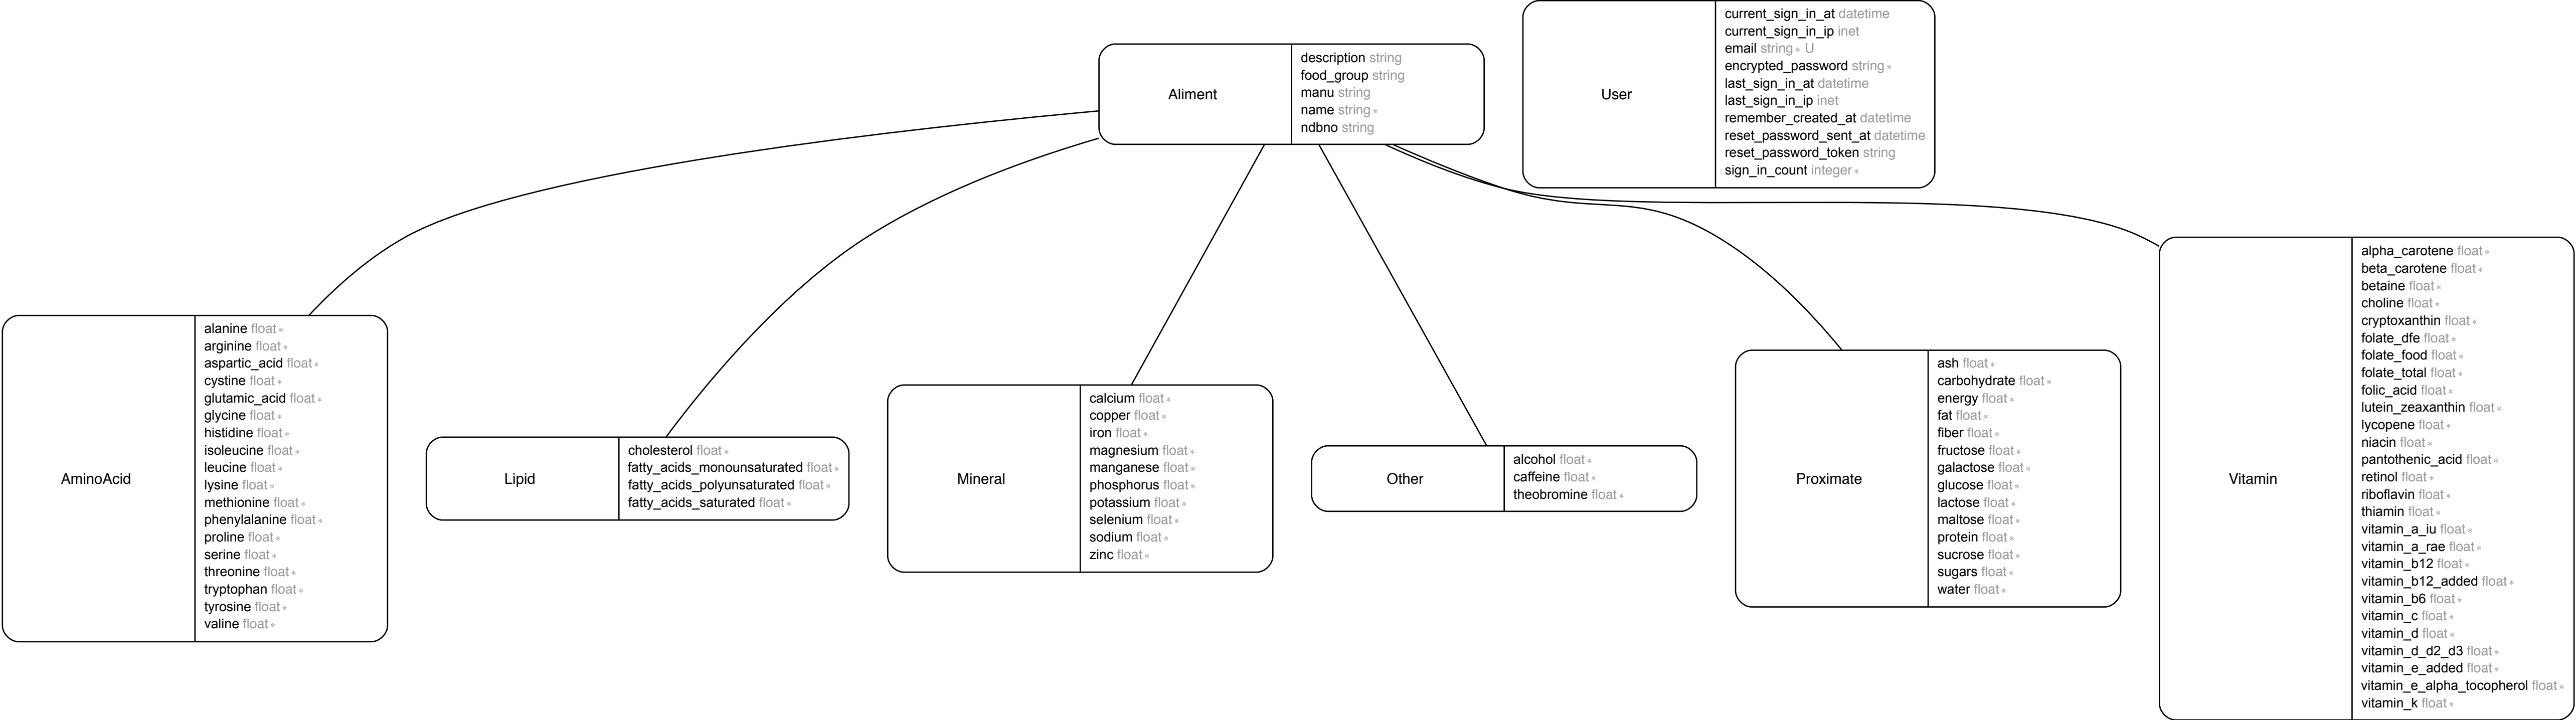 Aliment
description string
food_group string
manu string
name string ∗
ndbno string
User
current_sign_in_at datetime
current_sign_in_ip inet
email string ∗ U
encrypted_password string ∗
last_sign_in_at datetime
last_sign_in_ip inet
remember_created_at datetime
reset_password_sent_at datetime
reset_password_token string
sign_in_count integer ∗
AminoAcid
alanine float ∗
arginine float ∗
aspartic_acid float ∗
cystine float ∗
glutamic_acid float ∗
glycine float ∗
histidine float ∗
isoleucine float ∗
leucine float ∗
lysine float ∗
methionine float ∗
phenylalanine float ∗
proline float ∗
serine float ∗
threonine float ∗
tryptophan float ∗
tyrosine float ∗
valine float ∗
Lipid
cholesterol float ∗
fatty_acids_monounsaturated float ∗
fatty_acids_polyunsaturated float ∗
fatty_acids_saturated float ∗
Mineral
calcium float ∗
copper float ∗
iron float ∗
magnesium float ∗
manganese float ∗
phosphorus float ∗
potassium float ∗
selenium float ∗
sodium float ∗
zinc float ∗
Other
alcohol float ∗
caffeine float ∗
theobromine float ∗
Proximate
ash float ∗
carbohydrate float ∗
energy float ∗
fat float ∗
fiber float ∗
fructose float ∗
galactose float ∗
glucose float ∗
lactose float ∗
maltose float ∗
protein float ∗
sucrose float ∗
sugars float ∗
water float ∗
Vitamin
alpha_carotene float ∗
beta_carotene float ∗
betaine float ∗
choline float ∗
cryptoxanthin float ∗
folate_dfe float ∗
folate_food float ∗
folate_total float ∗
folic_acid float ∗
lutein_zeaxanthin float ∗
lycopene float ∗
niacin float ∗
pantothenic_acid float ∗
retinol float ∗
riboflavin float ∗
thiamin float ∗
vitamin_a_iu float ∗
vitamin_a_rae float ∗
vitamin_b12 float ∗
vitamin_b12_added float ∗
vitamin_b6 float ∗
vitamin_c float ∗
vitamin_d float ∗
vitamin_d_d2_d3 float ∗
vitamin_e_added float ∗
vitamin_e_alpha_tocopherol float ∗
vitamin_k float ∗